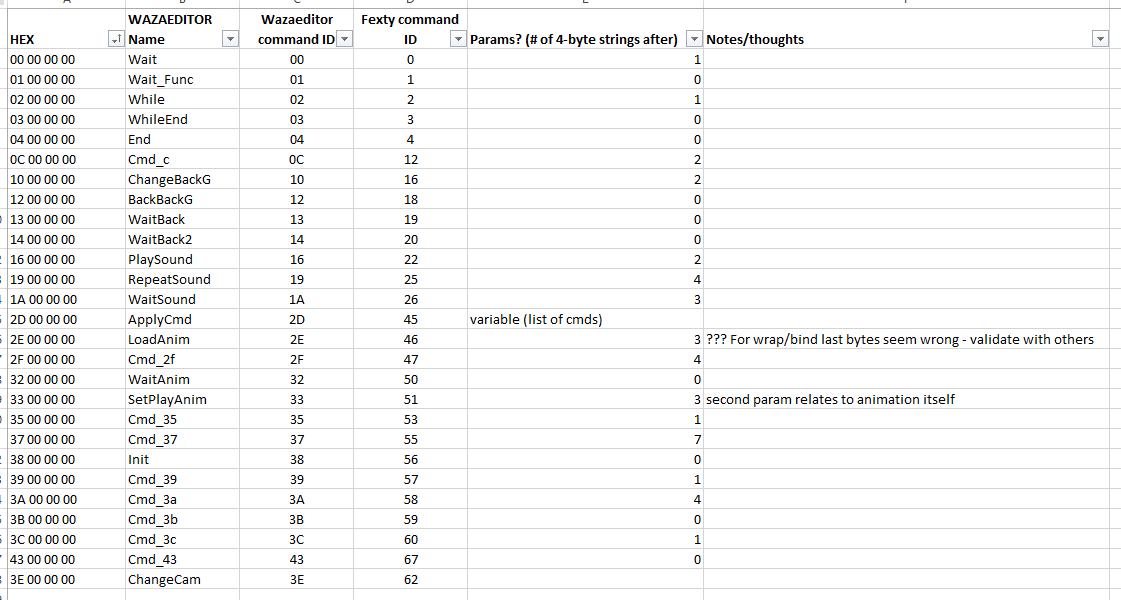 WAZAEDITOR Wazaeditor Fexty command
HEX Name command ID ID Params? (# of 4-byte strings after) Notes/thoughts
00 00 00 00 Wait 00 0 1
01 00 00 00 Wait_Func 01 1 0
02 00 00 00 While 02 2 1
03 00 00 00 WhileEnd 03 3 0
04 00 00 00 End 04 4 0
0C 00 00 00 Cmd_c 0C 12 2
10 00 00 00 ChangeBackG 10 16 2
12 00 00 00 BackBackG 12 18 0
13 00 00 00 WaitBack 13 19 0
14 00 00 00 WaitBack2 14 20 0
16 00 00 00 PlaySound 16 22 2
19 00 00 00 RepeatSound 19 25 4
1A 00 00 00 WaitSound 1A 26 3
2D 00 00 00 ApplyCmd 2D 45 variable (list of cmds)
2E 00 00 00 LoadAnim 2E 46 3 ??? For wrap/bind last bytes seem wrong - validate with others
2F 00 00 00 Cmd_2f 2F 47 4
32 00 00 00 WaitAnim 32 50 0
33 00 00 00 SetPlayAnim 33 51 3 second param relates to animation itself
35 00 00 00 Cmd_35 35 53 1
37 00 00 00 Cmd_37 37 55 7
38 00 00 00 Init 38 56 0
39 00 00 00 Cmd_39 39 57 1
3A 00 00 00 Cmd_3a 3A 58 4
3B 00 00 00 Cmd_3b 3B 59 0
3C 00 00 00 Cmd_3c 3C 60 1
43 00 00 00 Cmd_43 43 67 0
3E 00 00 00 ChangeCam 3E 62